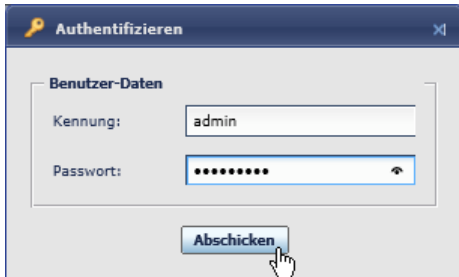 Authentifizieren
Benutzer-Daten
Kennung: admin
Passwort: •••••••••
Abschicken